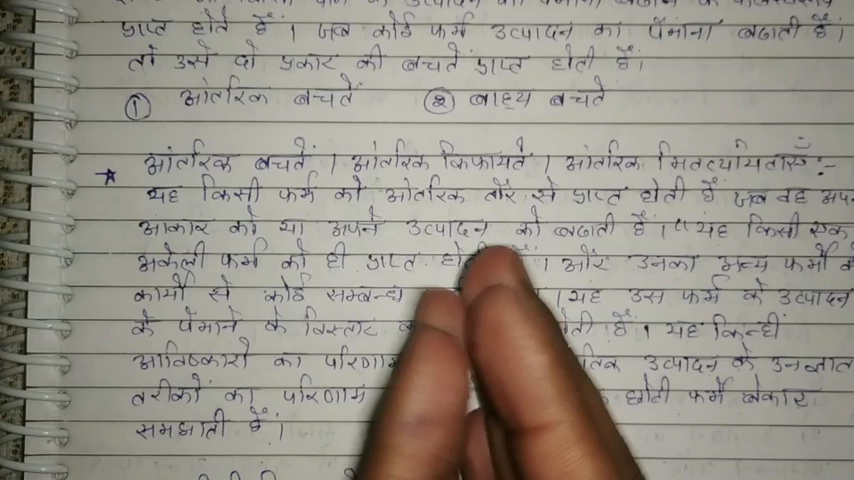 प्राप्त होते हैं। जब कोई फर्म उत्पादन का पैमाना बढाती है।
तो उसे दो प्रकार की बचतें प्राप्त होती हैं।
① आंतरिक बचतें ② बाह्य बचतें
* आंतरिक बचतें । आंतरिक किफायतें । आंतरिक मितव्ययिताएँ :-
यह किसी फर्म को आंतरिक तौर से प्राप्त होती हैं जब वह अपने
आकार को या अपने उत्पादन को बढाती है। "यह किसी एक
अकेली फर्म को ही प्राप्त होती हैं। और उनका अन्य फर्मों के
कार्यों से कोई सम्बन्ध । यह उस फर्म के उत्पादन
के पैमाने के विस्तार होती हैं। यह किन्हीं
आविष्कारों का परिणाम उत्पादन के उन ज्ञात
तरीकों का परिणाम छोटी फर्में बेकार
समझती हैं।